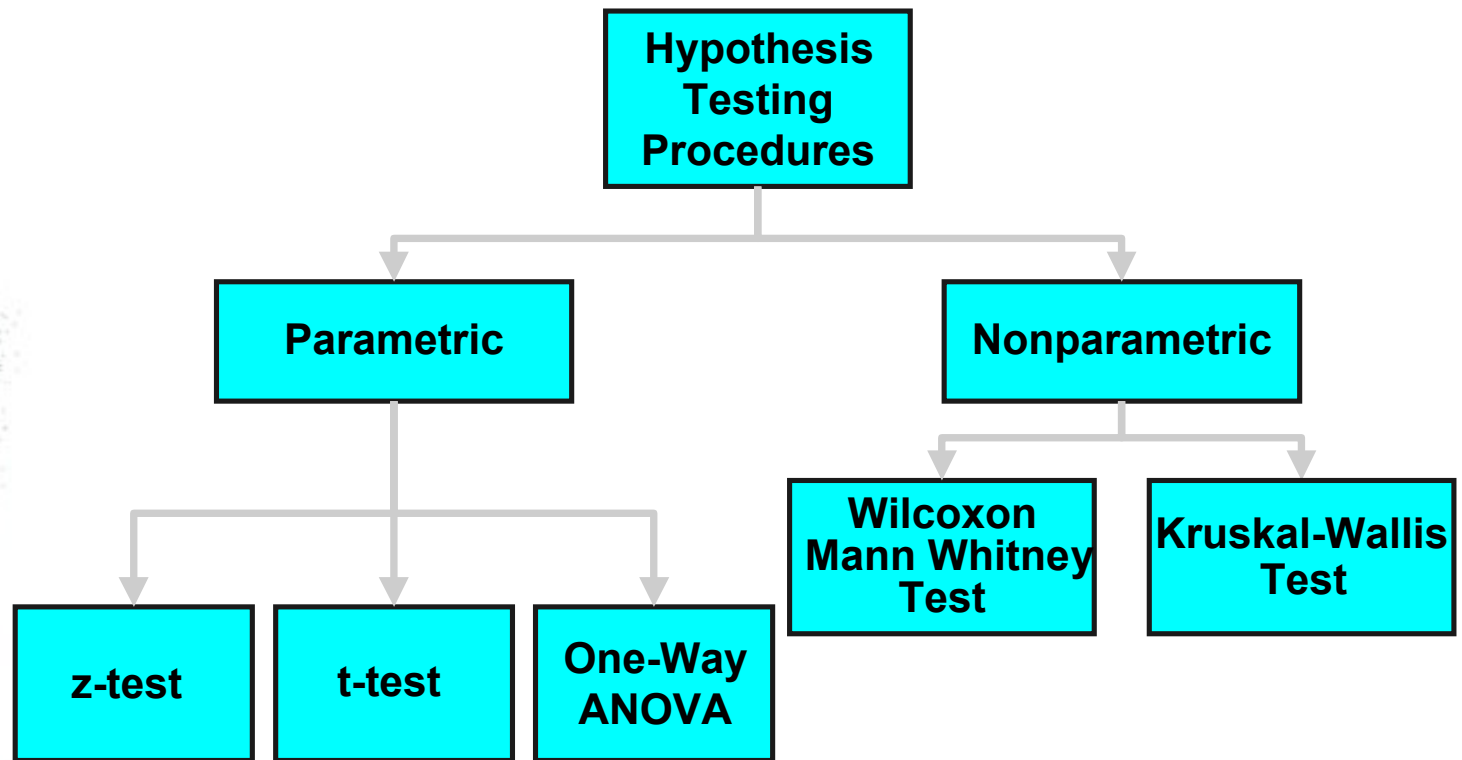 Hypothesis
Testing
Procedures
Parametric
Nonparametric
Wilcoxon
Mann Whitney
Test
Kruskal-Wallis
Test
z-test
t-test
One-Way
ANOVA